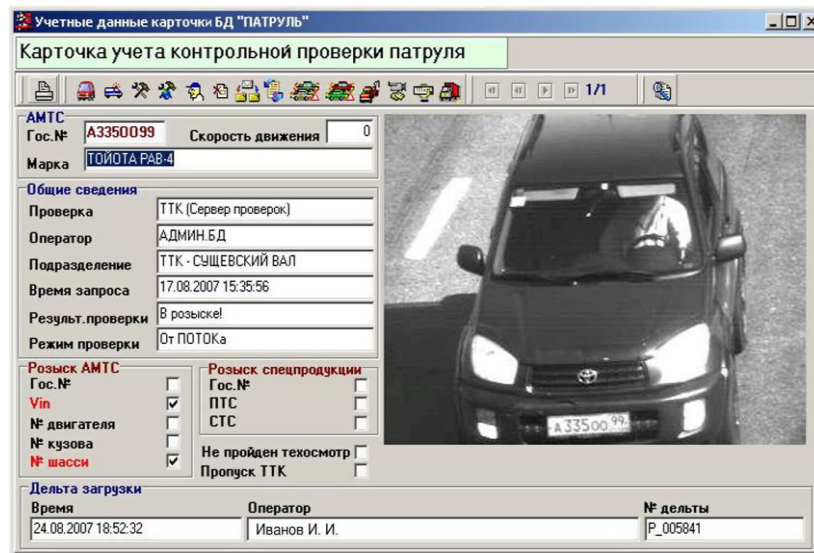 Учетные данные карточки БД "ПАТРУЛЬ"
Карточка учета контрольной проверки патруля
1/1
АМТС
Гос.№ А335ОО99 Скорость движения 0
Марка ТОЙОТА РАВ-4
Общие сведения
Проверка ТТК (Сервер проверок)
Оператор АДМИН.БД
Подразделение ТТК - СУЩЕВСКИЙ ВАЛ
Время запроса 17.08.2007 15:35:56
Результ.проверки В розыске!
Режим проверки От ПОТОКа
Розыск АМТС
Гос.№
Vin
№ двигателя
№ кузова
№ шасси
Розыск спецпродукции
Гос.№
ПТС
СТС
Не пройден техосмотр
Пропуск ТТК
А335ОО 99
Дельта загрузки
Время Оператор № дельты
24.08.2007 18:52:32 Иванов И. И. P_005841